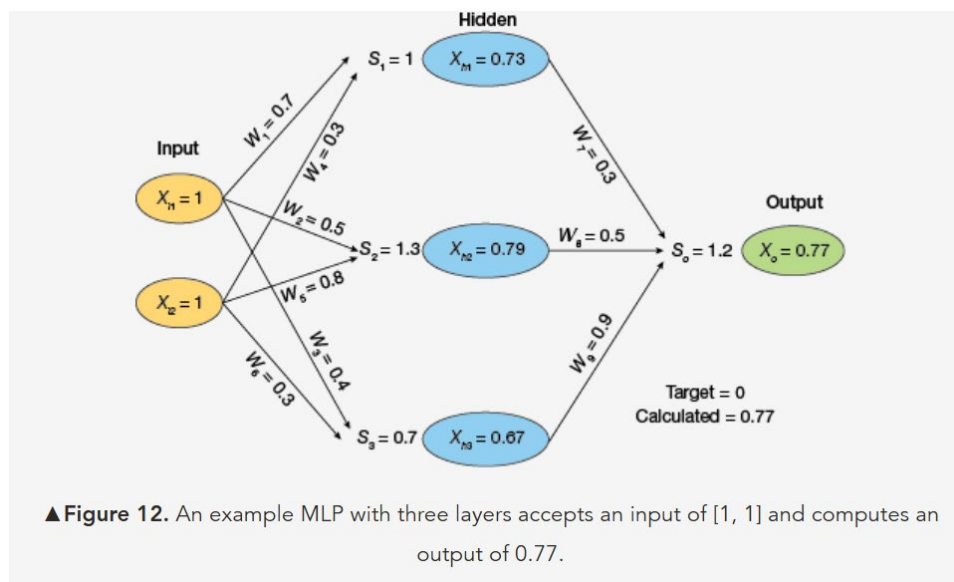 Hidden
S₁ = 1
Xₕ₁ = 0.73
W₁ = 0.7
W₄ = 0.3
W₇ = 0.3
Input
Xᵢ₁ = 1
W₂ = 0.5
Output
S₂ = 1.3
Xₕ₂ = 0.79
W₈ = 0.5
Sₒ = 1.2
Xₒ = 0.77
Xᵢ₂ = 1
W₅ = 0.8
W₃ = 0.4
W₆ = 0.3
W₉ = 0.9
Target = 0
Calculated = 0.77
S₃ = 0.7
Xₕ₃ = 0.67
▲Figure 12. An example MLP with three layers accepts an input of [1, 1] and computes an
output of 0.77.